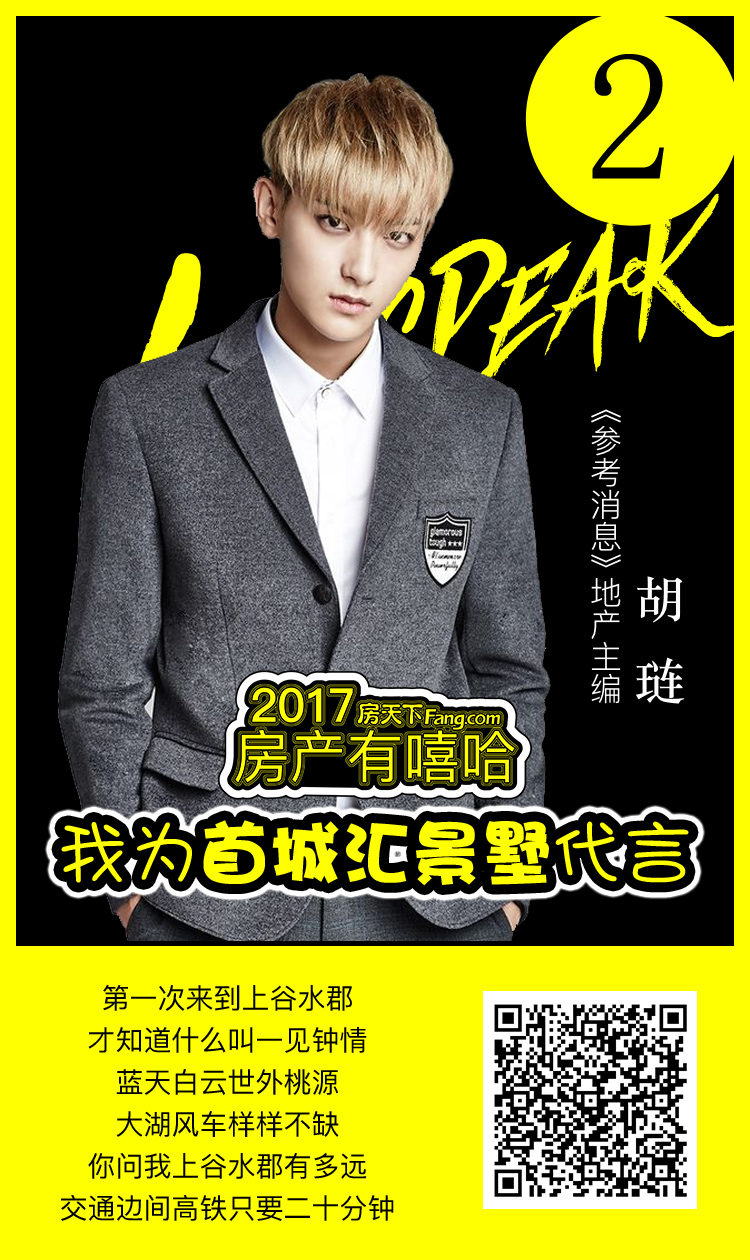 2
SPEAK
《参考消息》地产主编
胡琏
glamorous
tough ★★★
2017房天下Fang.com
房产有嘻哈
我为首城汇景墅代言
第一次来到上谷水郡
才知道什么叫一见钟情
蓝天白云世外桃源
大湖风车样样不缺
你问我上谷水郡有多远
交通边间高铁只要二十分钟